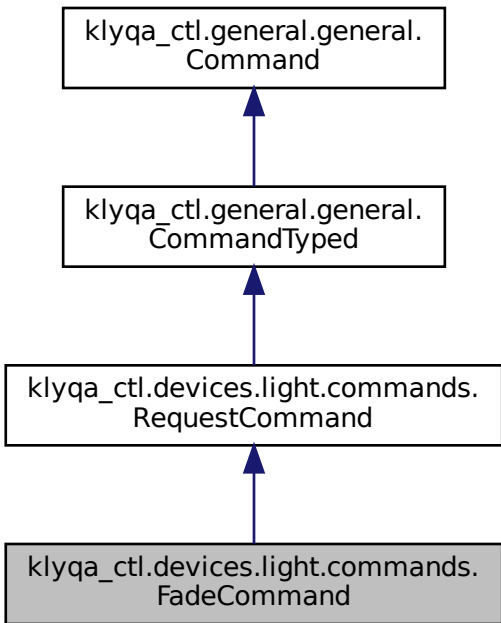 klyqa_ctl.general.general.
Command
klyqa_ctl.general.general.
CommandTyped
klyqa_ctl.devices.light.commands.
RequestCommand
klyqa_ctl.devices.light.commands.
FadeCommand